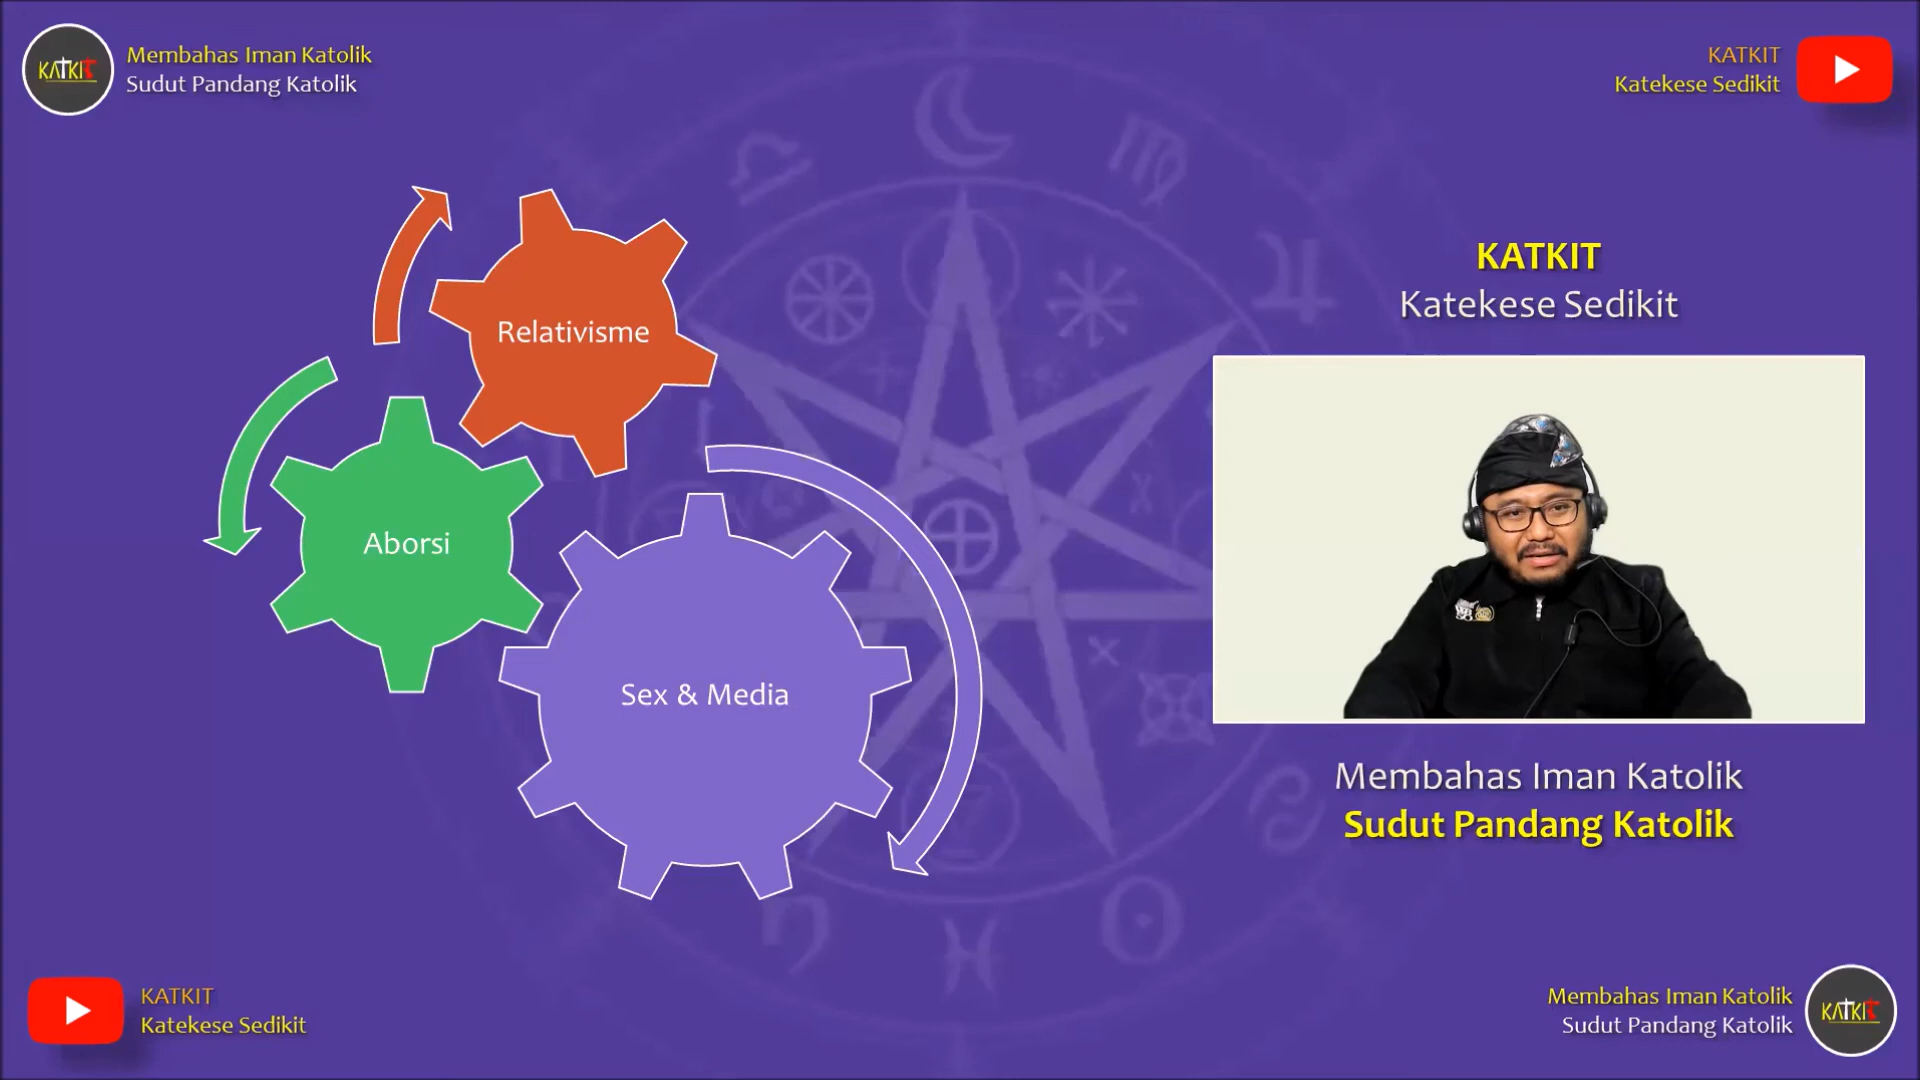 KATKIT
Membahas Iman Katolik
Sudut Pandang Katolik
KATKIT
Katekese Sedikit
Relativisme
Aborsi
Sex & Media
KATKIT
Katekese Sedikit
Membahas Iman Katolik
Sudut Pandang Katolik
KATKIT
Katekese Sedikit
Membahas Iman Katolik
Sudut Pandang Katolik
KATKIT